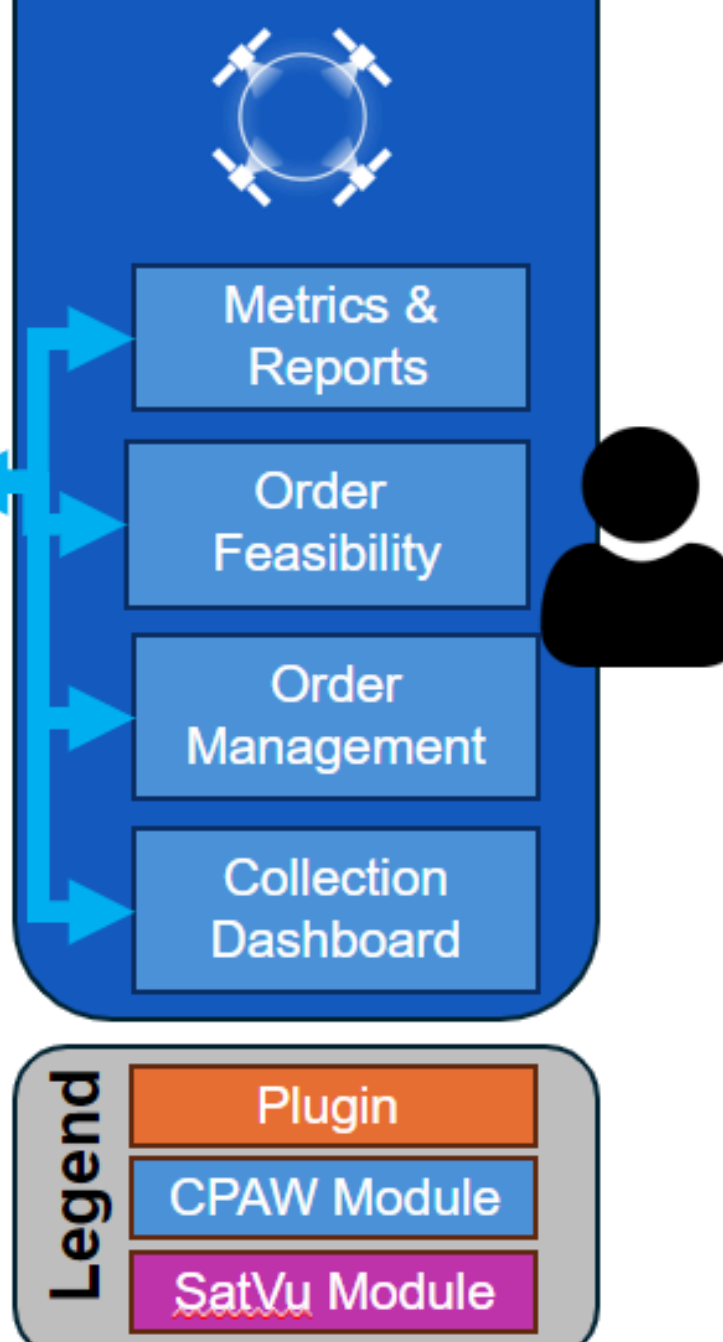 Metrics &
Reports
Order
Feasibility
Order
Management
Collection
Dashboard
Legend
Plugin
CPAW Module
SatVu Module